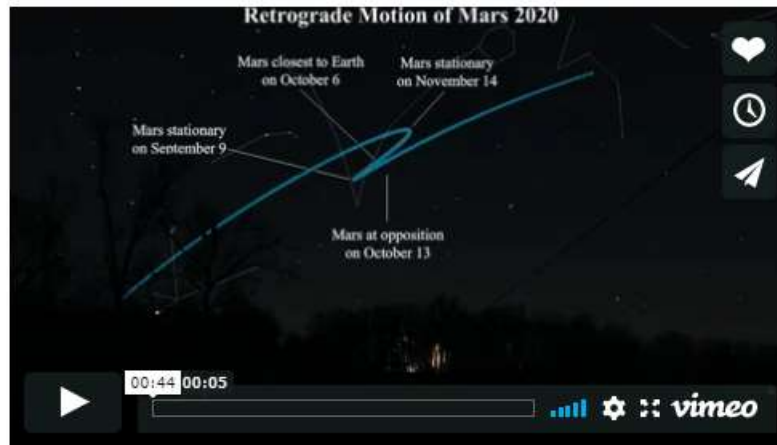 Retrograde Motion of Mars 2020
Mars closest to Earth
on October 6
Mars stationary
on November 14
Mars stationary
on September 9
Mars at opposition
on October 13
00:44 00:05
vimeo